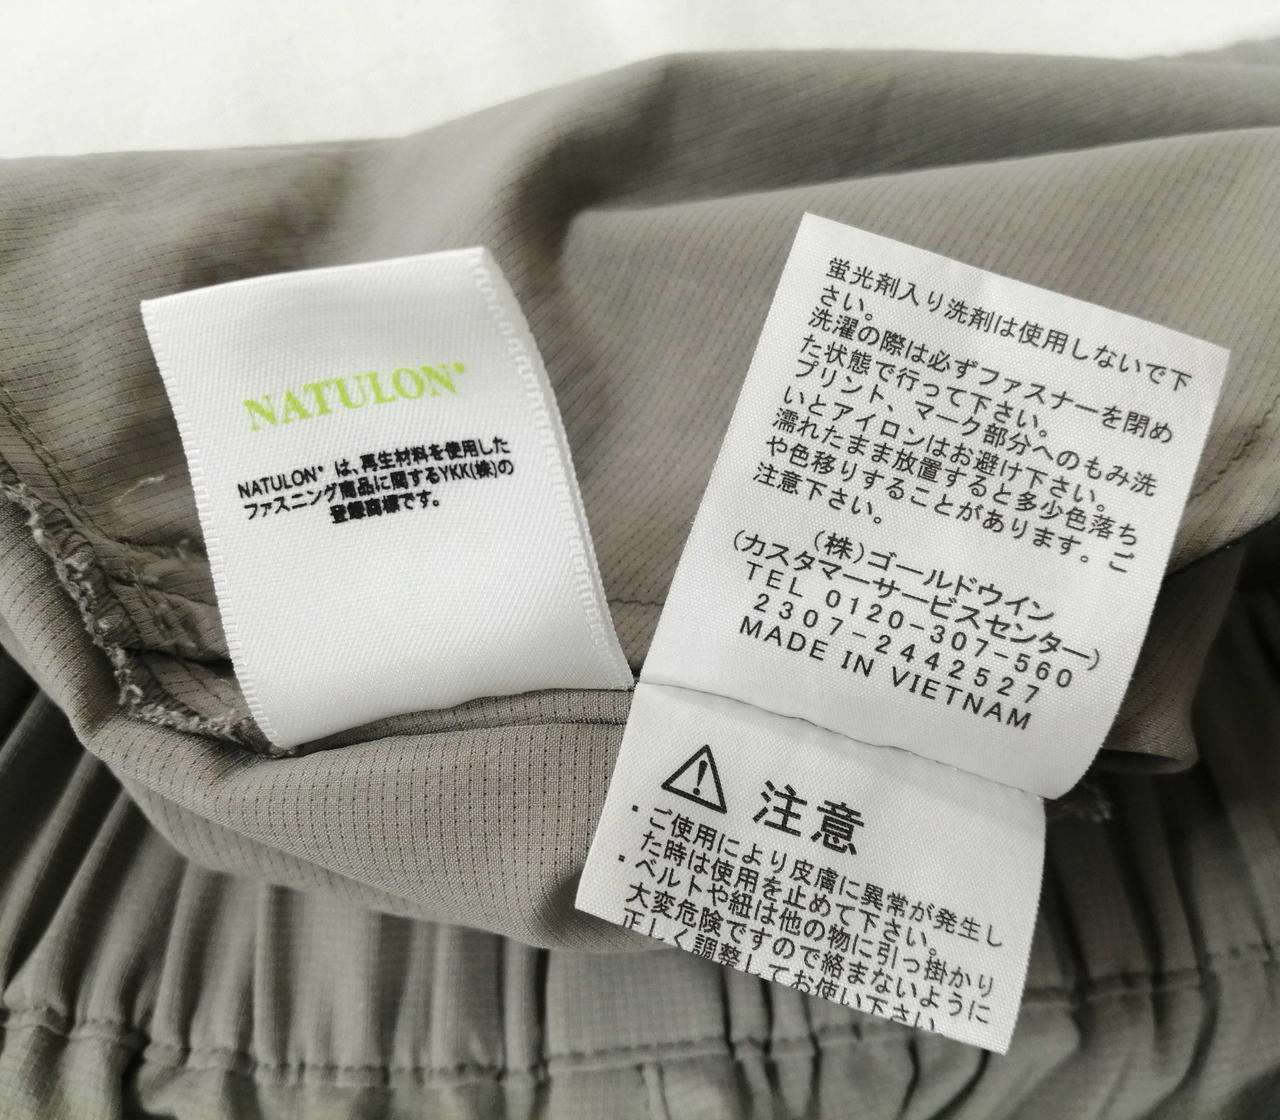 NATULON®
NATULON® は、再生材料を使用した
ファスニング商品に関するYKK(株)の
登録商標です。
蛍光剤入り洗剤は使用しないで下
さい。
洗濯の際は必ずファスナーを閉め
た状態で行って下さい。
プリント、マーク部分へのもみ洗
いとアイロンはお避け下さい。
濡れたまま放置すると多少色落ち
や色移りすることがあります。ご
注意下さい。
(株)ゴールドウイン
(カスタマーサービスセンター)
TEL 0120-307-560
2307-2442527
MADE IN VIETNAM
注意
・ご使用により皮膚に異常が発生し
た時は使用を止めて下さい。
・ベルトや紐は他の物に引っ掛かり
大変危険ですので絡まないように
正しく調整してお使い下さい